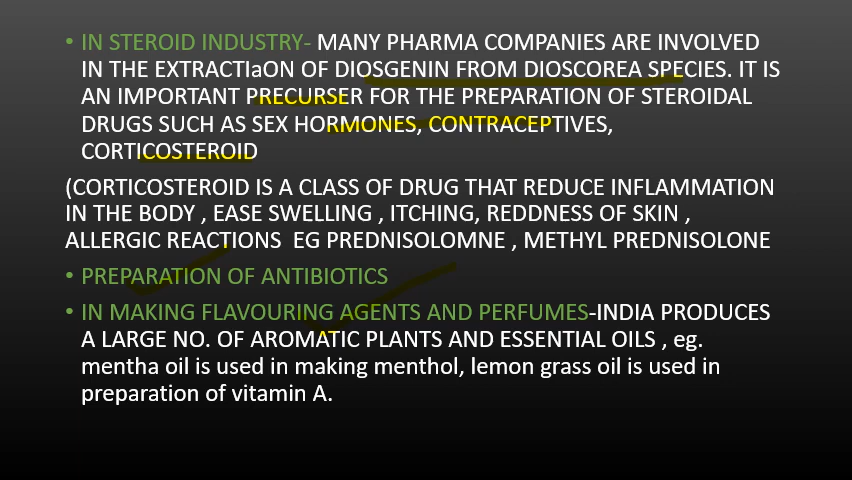 • IN STEROID INDUSTRY- MANY PHARMA COMPANIES ARE INVOLVED
IN THE EXTRACTIaON OF DIOSGENIN FROM DIOSCOREA SPECIES. IT IS
AN IMPORTANT PRECURSER FOR THE PREPARATION OF STEROIDAL
DRUGS SUCH AS SEX HORMONES, CONTRACEPTIVES,
CORTICOSTEROID
(CORTICOSTEROID IS A CLASS OF DRUG THAT REDUCE INFLAMMATION
IN THE BODY , EASE SWELLING , ITCHING, REDDNESS OF SKIN ,
ALLERGIC REACTIONS  EG PREDNISOLOMNE , METHYL PREDNISOLONE
• PREPARATION OF ANTIBIOTICS
• IN MAKING FLAVOURING AGENTS AND PERFUMES-INDIA PRODUCES
A LARGE NO. OF AROMATIC PLANTS AND ESSENTIAL OILS , eg.
mentha oil is used in making menthol, lemon grass oil is used in
preparation of vitamin A.